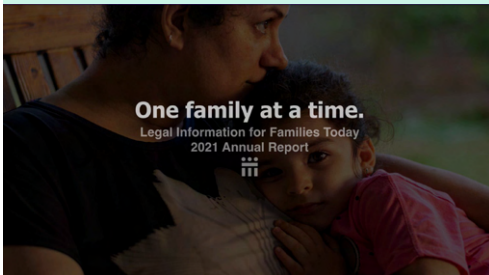 One family at a time.
Legal Information for Families Today
2021 Annual Report